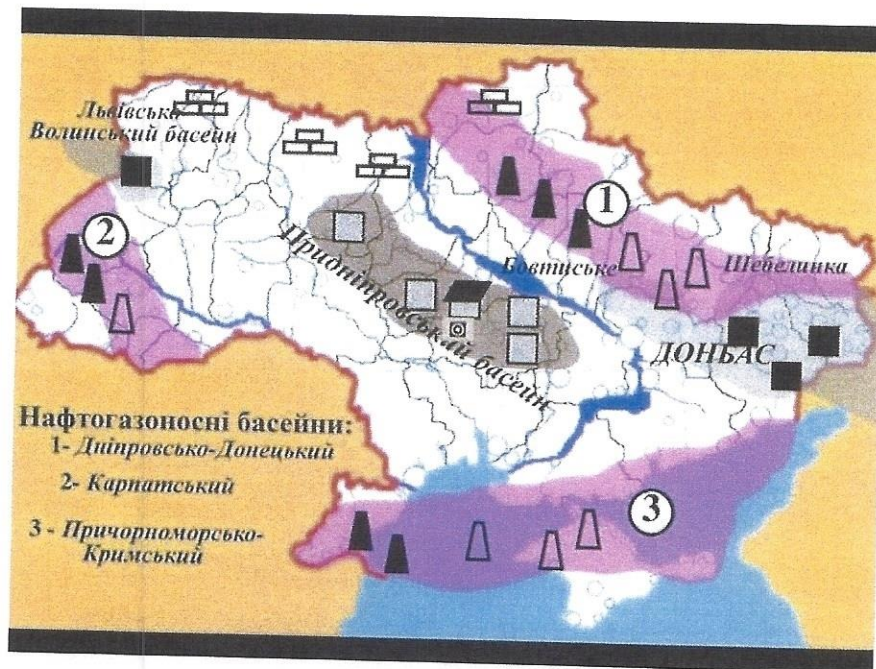 Львівсько
Волинський басейн
1
2
Бовтиське
Шебелинка
Придніпровський басейн
ДОНБАС
Нафтогазоносні басейни:
1- Дніпровсько-Донецький
2- Карпатський
3
3 - Причорноморсько-
Кримський